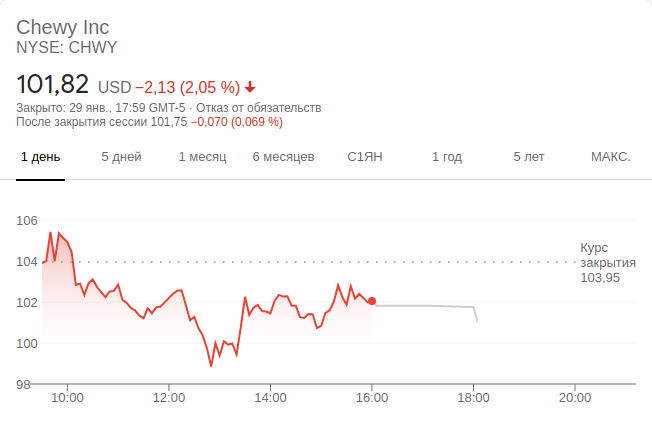 Chewy Inc
NYSE: CHWY
101,82 USD −2,13 (2,05 %)
Закрыто: 29 янв., 17:59 GMT-5 · Отказ от обязательств
После закрытия сессии 101,75 −0,070 (0,069 %)
1 день 5 дней 1 месяц 6 месяцев С1ЯН 1 год 5 лет МАКС.
106
104
102
100
98
Курс
закрытия
103,95
10:00 12:00 14:00 16:00 18:00 20:00